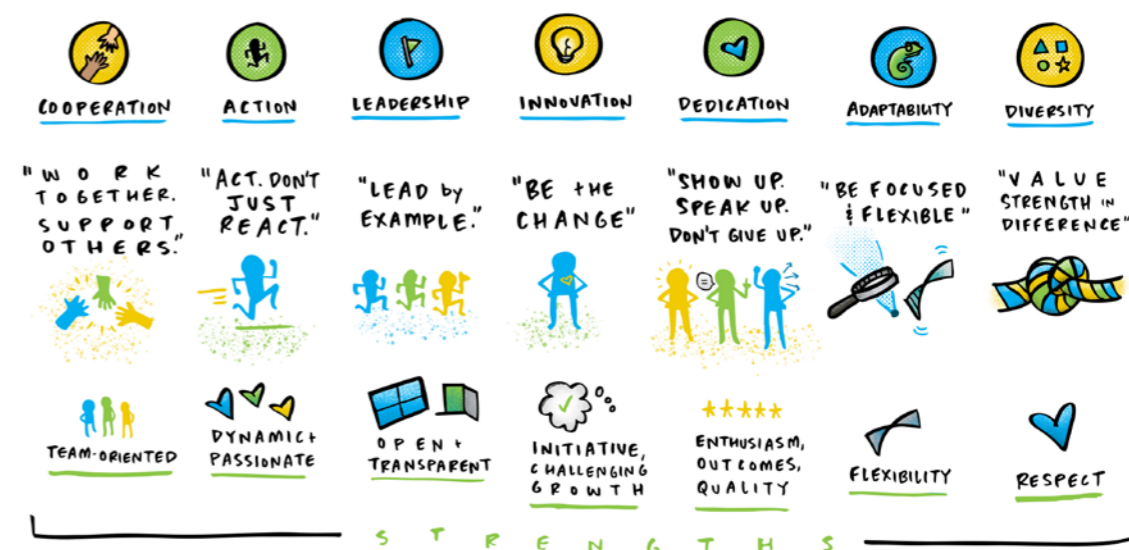 COOPERATION
ACTION
LEADERSHIP
INNOVATION
DEDICATION
ADAPTABILITY
DIVERSITY
"WORK
TOGETHER.
SUPPORT
OTHERS."
"ACT. DON'T
JUST
REACT."
"LEAD by
EXAMPLE."
"BE tHE
CHANGE"
"SHOW UP.
SPEAK UP.
DON'T GIVE UP."
"BE FOCUSED
& FLEXIBLE"
"VALUE
STRENGTH IN
DIFFERENCE"
TEAM-ORIENTED
DYNAMIC+
PASSIONATE
OPEN +
TRANSPARENT
INITIATIVE,
CHALLENGING
GROWTH
ENTHUSIASM,
OUTCOMES,
QUALITY
FLEXIBILITY
RESPECT
STRENGTHS